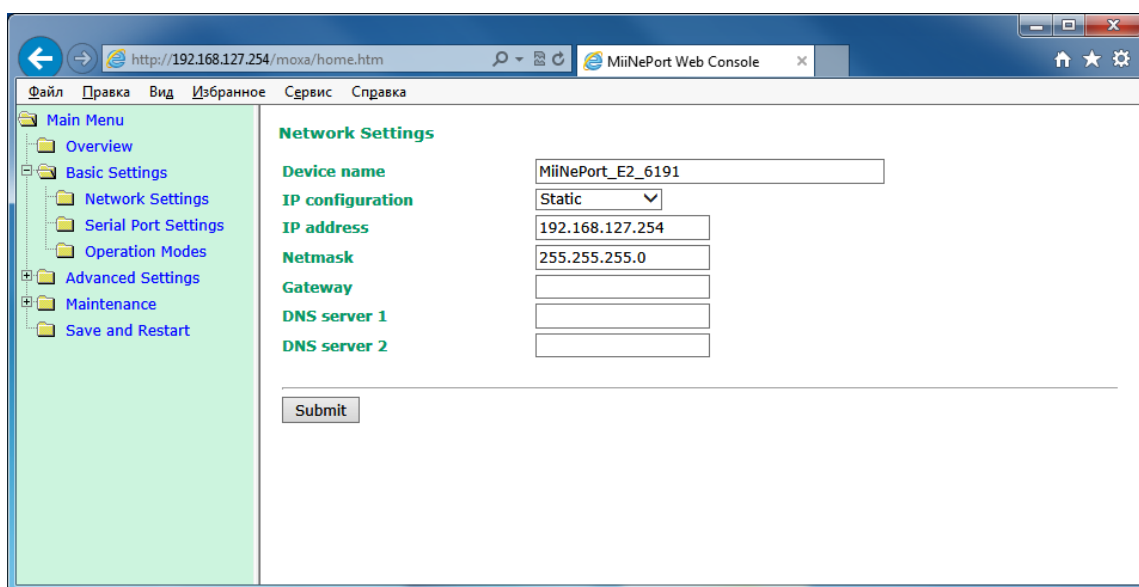 http://192.168.127.254/moxa/home.htm
MiiNePort Web Console
Файл Правка Вид Избранное Сервис Справка
Main Menu
Overview
Basic Settings
Network Settings
Serial Port Settings
Operation Modes
Advanced Settings
Maintenance
Save and Restart
Network Settings
Device name MiiNePort_E2_6191
IP configuration Static
IP address 192.168.127.254
Netmask 255.255.255.0
Gateway
DNS server 1
DNS server 2
Submit